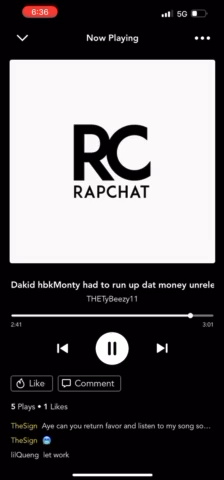 6:36
5G
Now Playing
RC
RAPCHAT
Dakid hbkMonty had to run up dat money unrele
THETyBeezy11
2:41
3:01
Like
Comment
5 Plays • 1 Likes
TheSign Aye can you return favor and listen to my song so...
TheSign 🥶
lilQueng let work